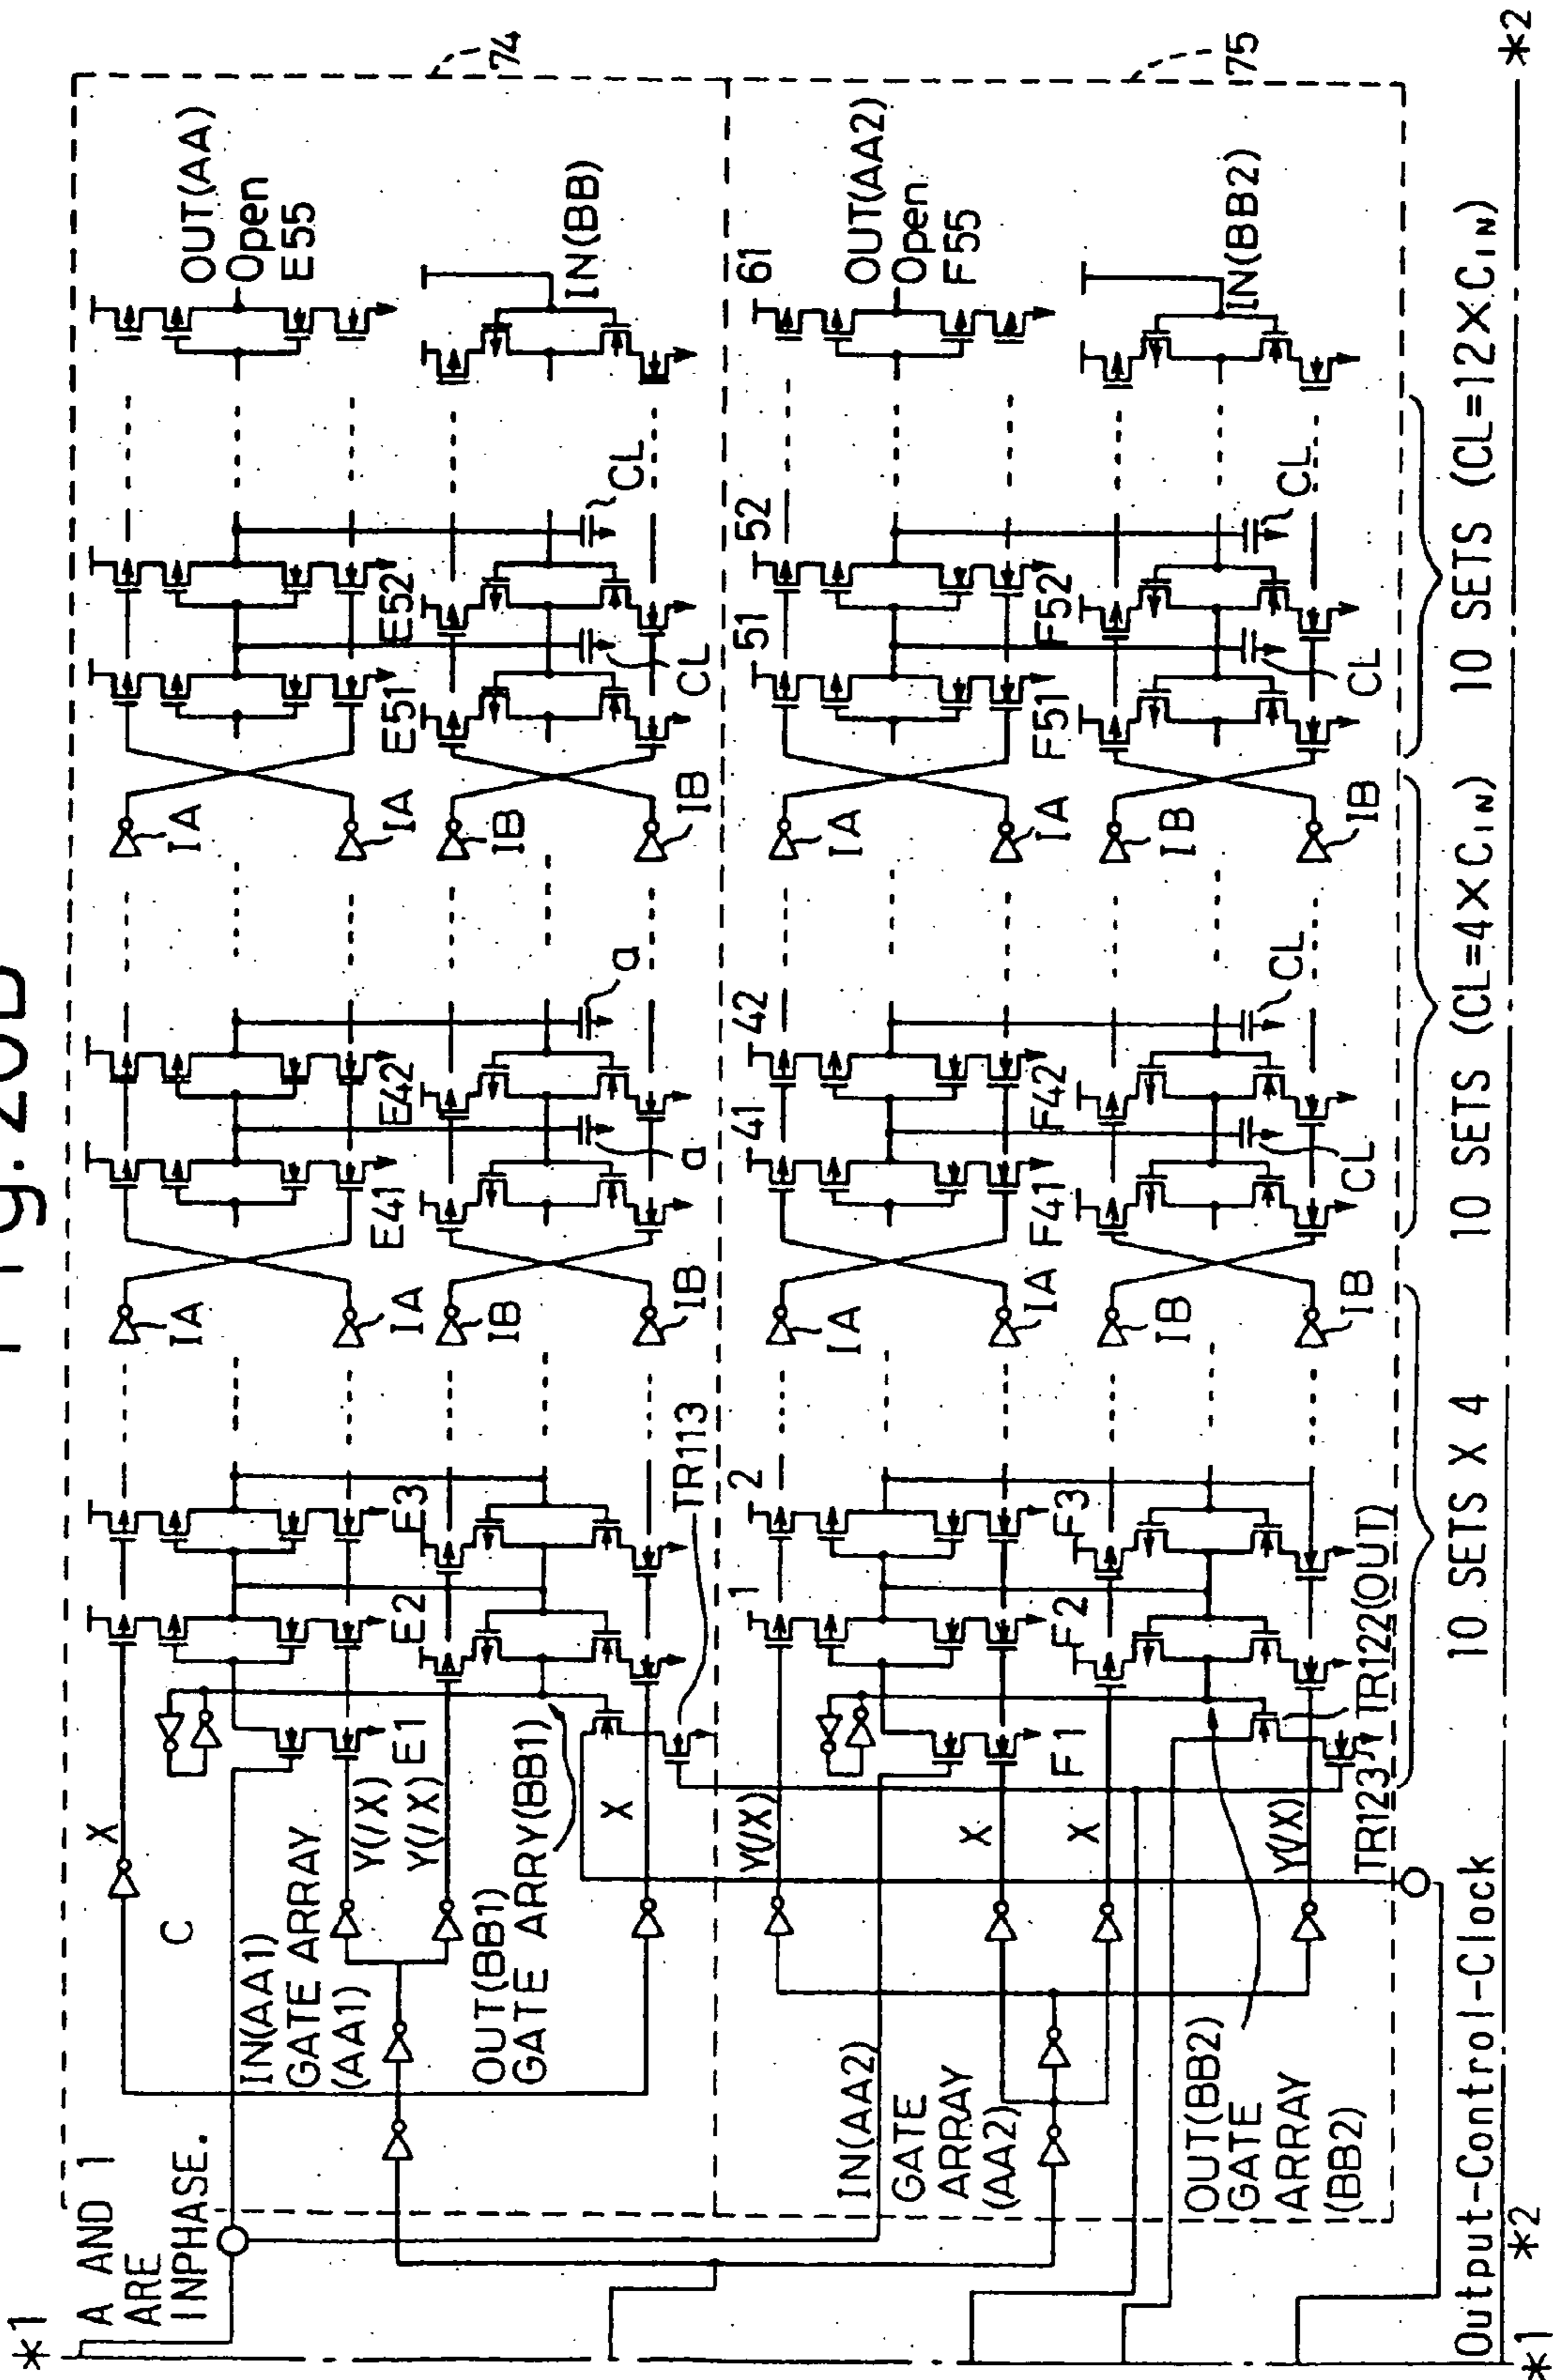 Fig. 20B
*1
A AND 1
ARE
INPHASE.
C
X
IN(AA1)
GATE ARRAY
(AA1)
Y(/X)
Y(/X)
OUT(BB1)
GATE ARRY(BB1)
X
E1
E2
E3
TR113
IA
IA
IB
IB
E41
E42
a
a
IA
IA
IB
IB
E51
E52
CL
CL
OUT(AA)
Open
E55
IN(BB)
74
Y(/X)
1
2
IN(AA2)
GATE
ARRAY
(AA2)
X
X
F1
F2
F3
OUT(BB2)
GATE
ARRAY
(BB2)
Y(/X)
TR123
TR122(OUT)
IA
IA
IB
IB
41
42
F41
F42
CL
CL
IA
IA
IB
IB
51
52
F51
F52
CL
CL
61
OUT(AA2)
Open
F55
IN(BB2)
75
10 SETS X 4
10 SETS (CL=4×CIN)
10 SETS (CL=12×CIN)
Output-Control-Clock
*1
*2
*2